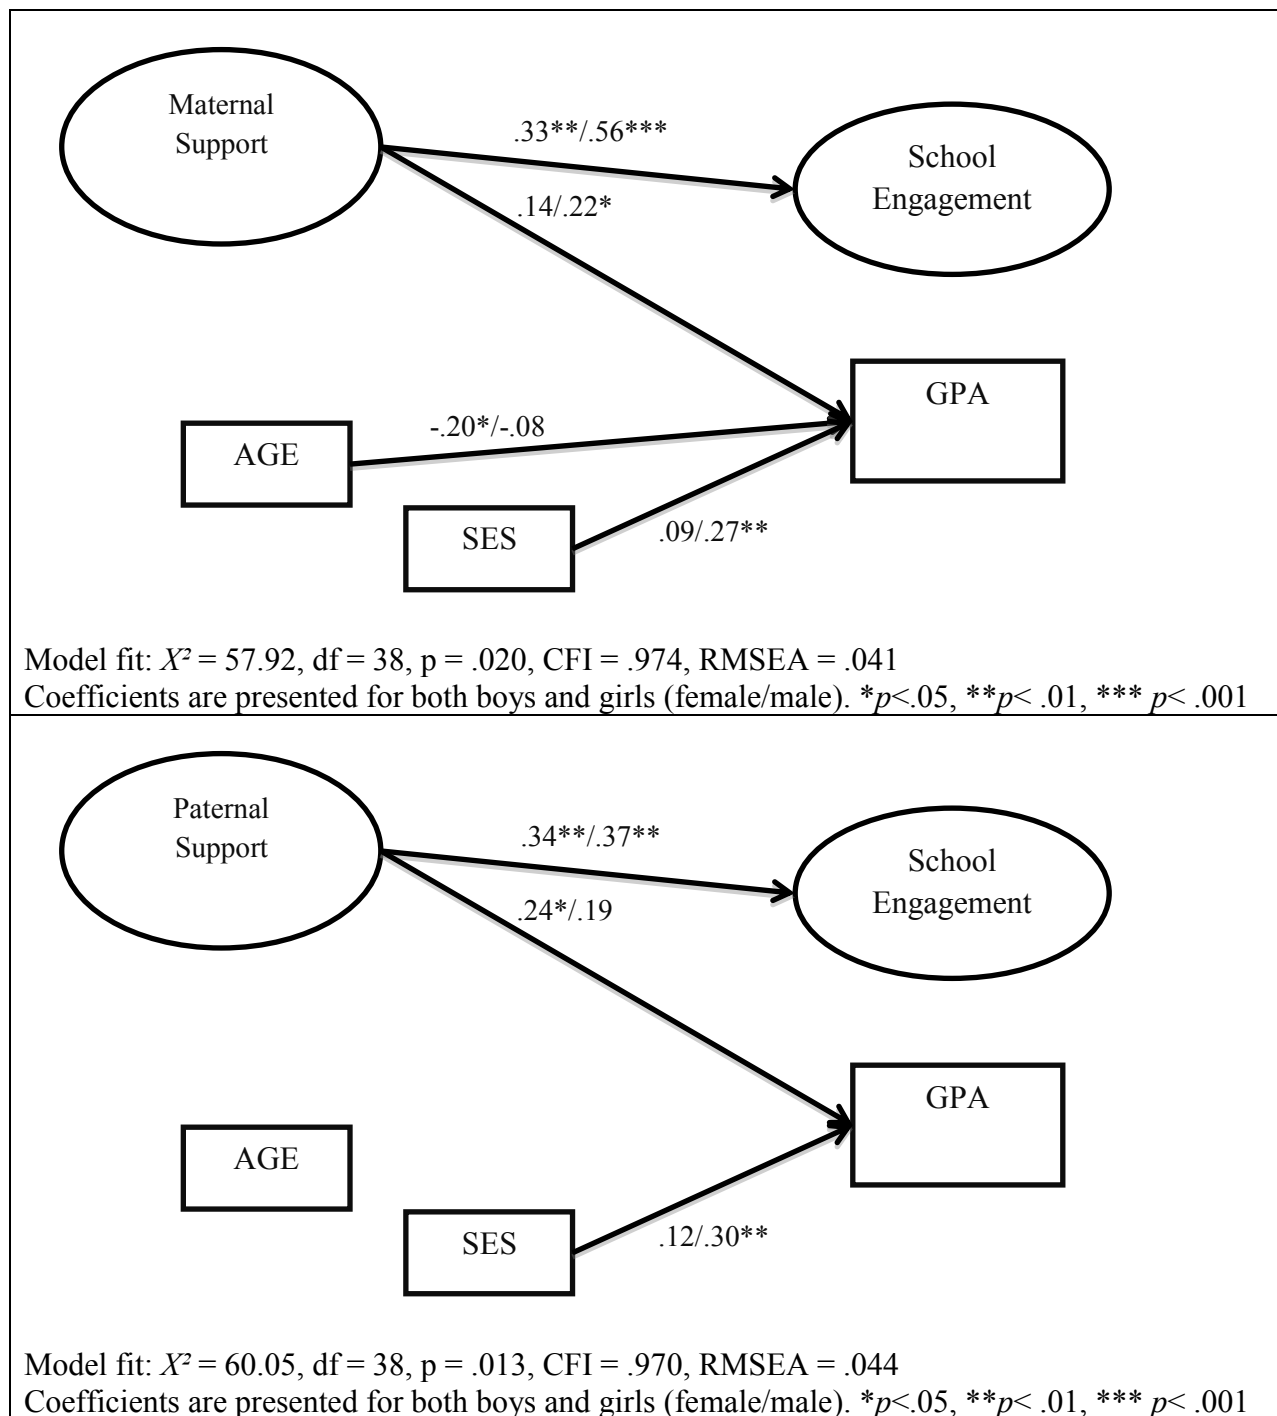 Maternal
Support
.33**/.56***
School
Engagement
.14/.22*
GPA
-.20*/-.08
AGE
SES
.09/.27**
Model fit: X² = 57.92, df = 38, p = .020, CFI = .974, RMSEA = .041
Coefficients are presented for both boys and girls (female/male). *p<.05, **p< .01, *** p< .001
Paternal
Support
.34**/.37**
School
Engagement
.24*/.19
GPA
AGE
SES
.12/.30**
Model fit: X² = 60.05, df = 38, p = .013, CFI = .970, RMSEA = .044
Coefficients are presented for both boys and girls (female/male). *p<.05, **p< .01, *** p< .001